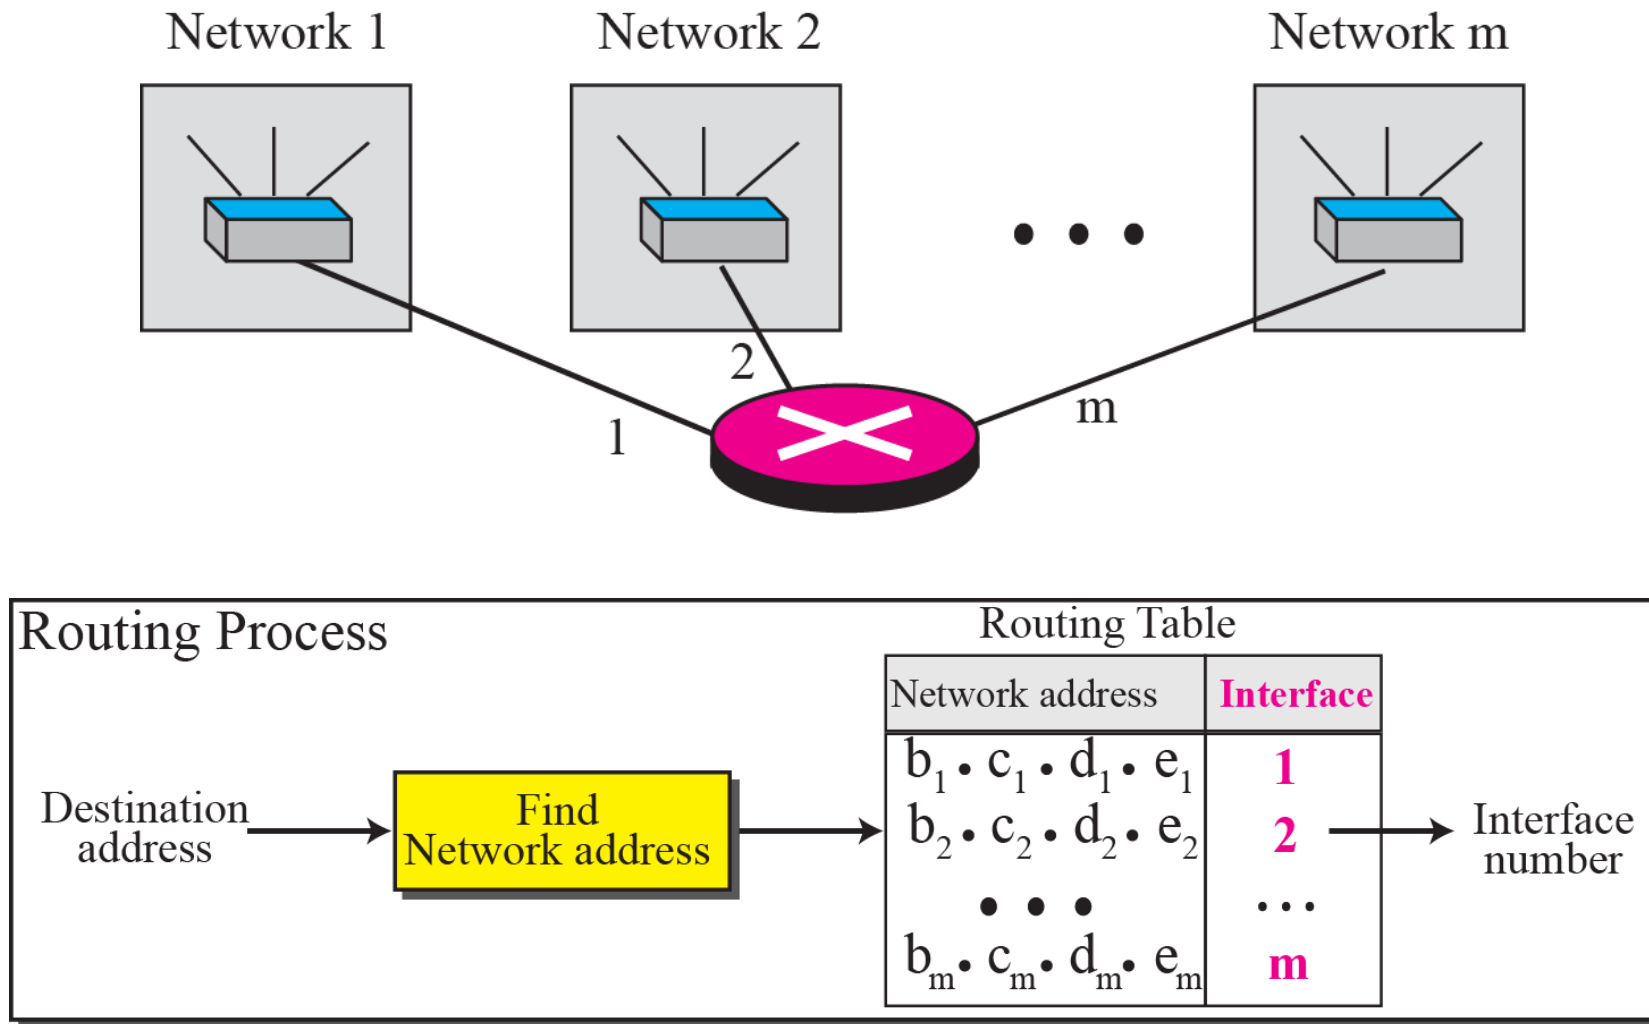 Network 1
Network 2
Network m
2
m
1
Routing Process
Routing Table
Network address
Interface
b₁ . c₁ . d₁ . e₁
1
Destination
address
Find
Network address
b₂ . c₂ . d₂ . e₂
2
Interface
number
• • •
...
bₘ . cₘ . dₘ . eₘ
m